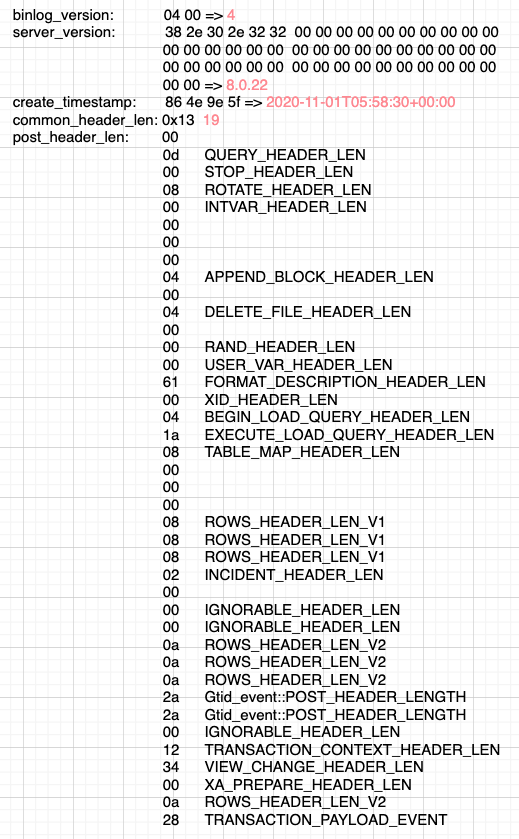 binlog_version: 04 00 => 4
server_version: 38 2e 30 2e 32 32 00 00 00 00 00 00 00 00 00
00 00 00 00 00 00 00 00 00 00 00 00 00 00 00
00 00 00 00 00 00 00 00 00 00 00 00 00 00 00
00 00 => 8.0.22
create_timestamp: 86 4e 9e 5f => 2020-11-01T05:58:30+00:00
common_header_len: 0x13 19
post_header_len: 00
0d QUERY_HEADER_LEN
00 STOP_HEADER_LEN
08 ROTATE_HEADER_LEN
00 INTVAR_HEADER_LEN
00
00
00
04 APPEND_BLOCK_HEADER_LEN
00
04 DELETE_FILE_HEADER_LEN
00
00 RAND_HEADER_LEN
00 USER_VAR_HEADER_LEN
61 FORMAT_DESCRIPTION_HEADER_LEN
00 XID_HEADER_LEN
04 BEGIN_LOAD_QUERY_HEADER_LEN
1a EXECUTE_LOAD_QUERY_HEADER_LEN
08 TABLE_MAP_HEADER_LEN
00
00
00
08 ROWS_HEADER_LEN_V1
08 ROWS_HEADER_LEN_V1
08 ROWS_HEADER_LEN_V1
02 INCIDENT_HEADER_LEN
00
00 IGNORABLE_HEADER_LEN
00 IGNORABLE_HEADER_LEN
0a ROWS_HEADER_LEN_V2
0a ROWS_HEADER_LEN_V2
0a ROWS_HEADER_LEN_V2
2a Gtid_event::POST_HEADER_LENGTH
2a Gtid_event::POST_HEADER_LENGTH
00 IGNORABLE_HEADER_LEN
12 TRANSACTION_CONTEXT_HEADER_LEN
34 VIEW_CHANGE_HEADER_LEN
00 XA_PREPARE_HEADER_LEN
0a ROWS_HEADER_LEN_V2
28 TRANSACTION_PAYLOAD_EVENT